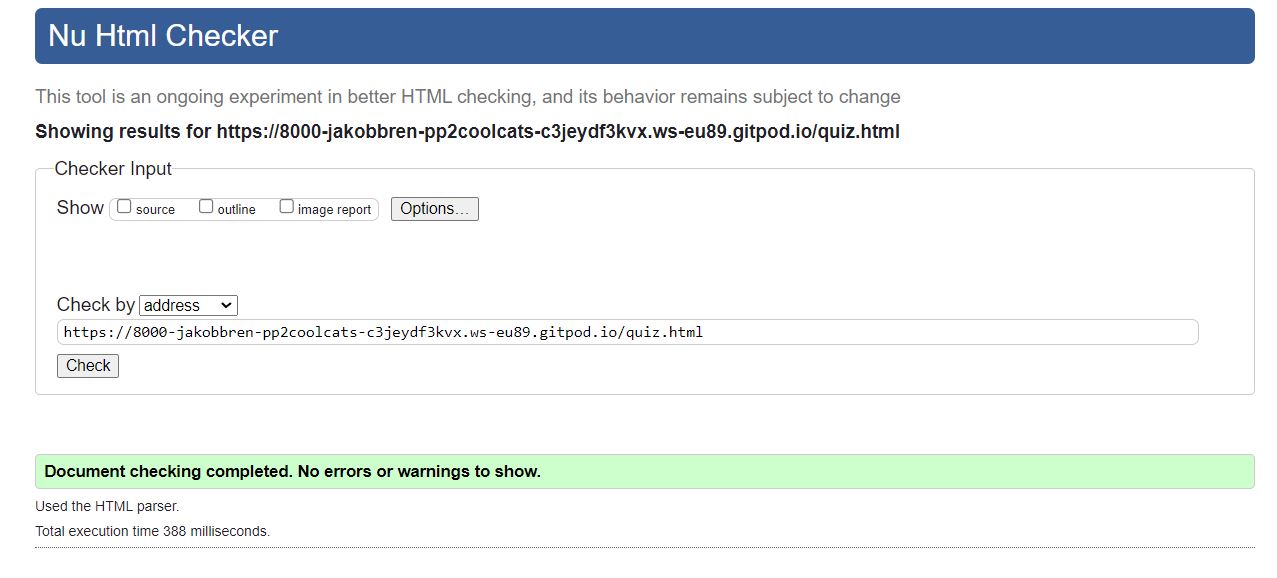 Nu Html Checker
This tool is an ongoing experiment in better HTML checking, and its behavior remains subject to change
Showing results for https://8000-jakobbren-pp2coolcats-c3jeydf3kvx.ws-eu89.gitpod.io/quiz.html
Checker Input
Show source outline image report Options...
Check by address
https://8000-jakobbren-pp2coolcats-c3jeydf3kvx.ws-eu89.gitpod.io/quiz.html
Check
Document checking completed. No errors or warnings to show.
Used the HTML parser.
Total execution time 388 milliseconds.